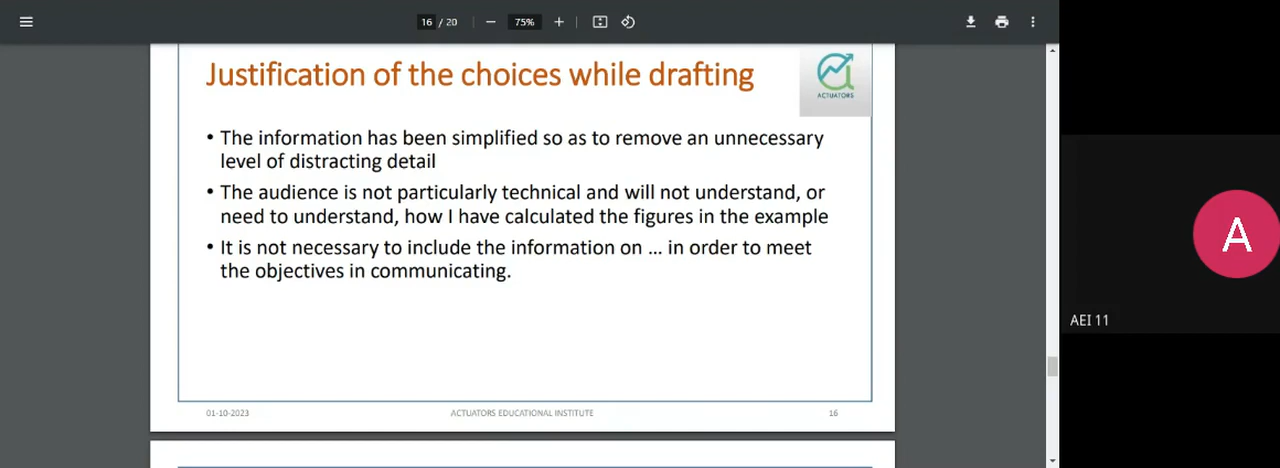 16 / 20 75%
Justification of the choices while drafting
ACTUATORS
• The information has been simplified so as to remove an unnecessary
level of distracting detail
• The audience is not particularly technical and will not understand, or
need to understand, how I have calculated the figures in the example
• It is not necessary to include the information on ... in order to meet
the objectives in communicating.
01-10-2023 ACTUATORS EDUCATIONAL INSTITUTE 16
A
AEI 11